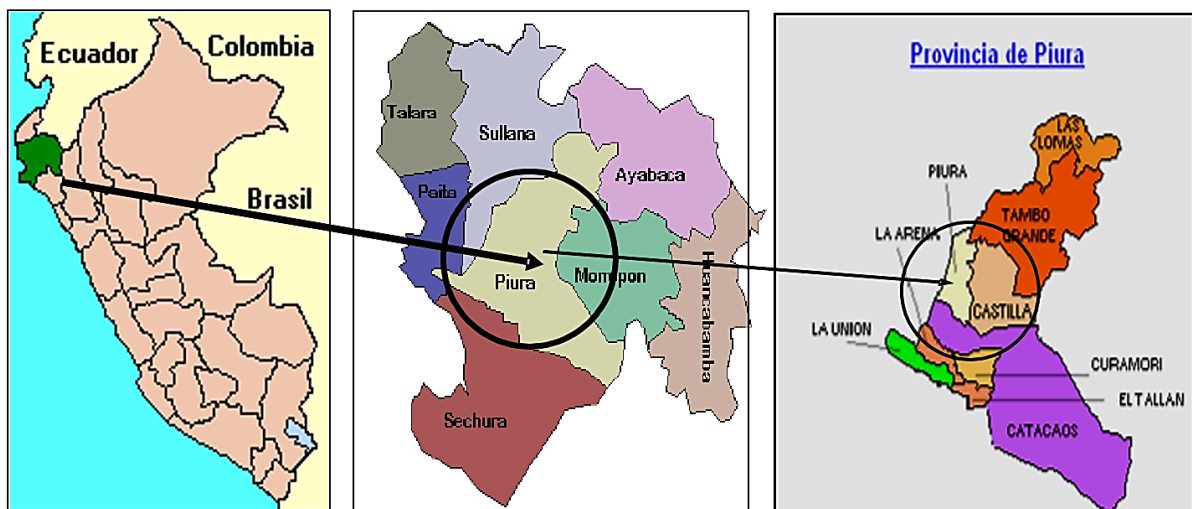 Ecuador
Colombia
Brasil
Talara
Sullana
Ayabaca
Paita
Piura
Morropon
Huancabamba
Sechura
Provincia de Piura
LAS
LOMAS
PIURA
TAMBO
GRANDE
LA ARENA
CASTILLA
LA UNION
CURAMORI
EL TALLAN
CATACAOS